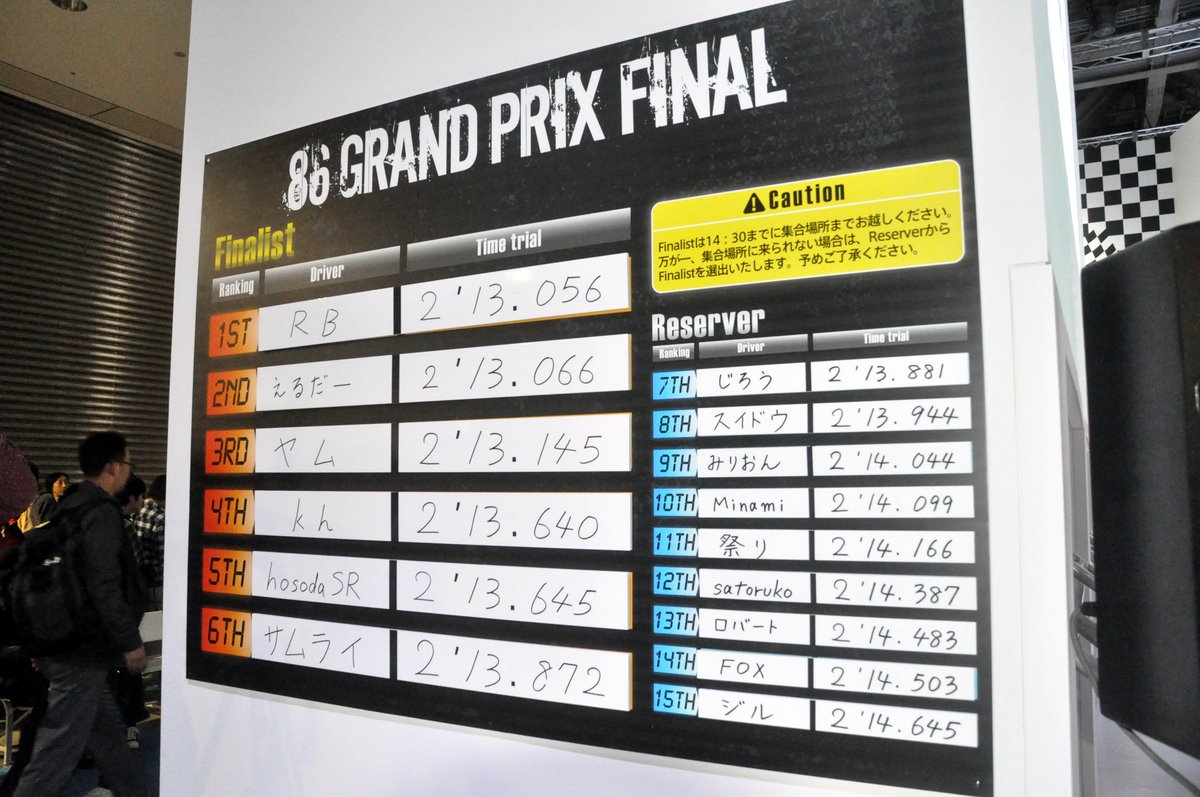 86 GRAND PRIX FINAL
Finalist
Ranking Driver Time trial
1ST RB 2'13.056
2ND えるだー 2'13.066
3RD ヤム 2'13.145
4TH kh 2'13.640
5TH hosodaSR 2'13.645
6TH サムライ 2'13.872
Caution
Finalistは14：30までに集合場所までお越しください。
万が一、集合場所に来られない場合は、Reserverから
Finalistを選出いたします。予めご了承ください。
Reserver
Ranking Driver Time trial
7TH じろう 2'13.881
8TH スイドウ 2'13.944
9TH みりおん 2'14.044
10TH Minami 2'14.099
11TH 祭り 2'14.166
12TH satoruko 2'14.387
13TH ロバート 2'14.483
14TH FOX 2'14.503
15TH ジル 2'14.645